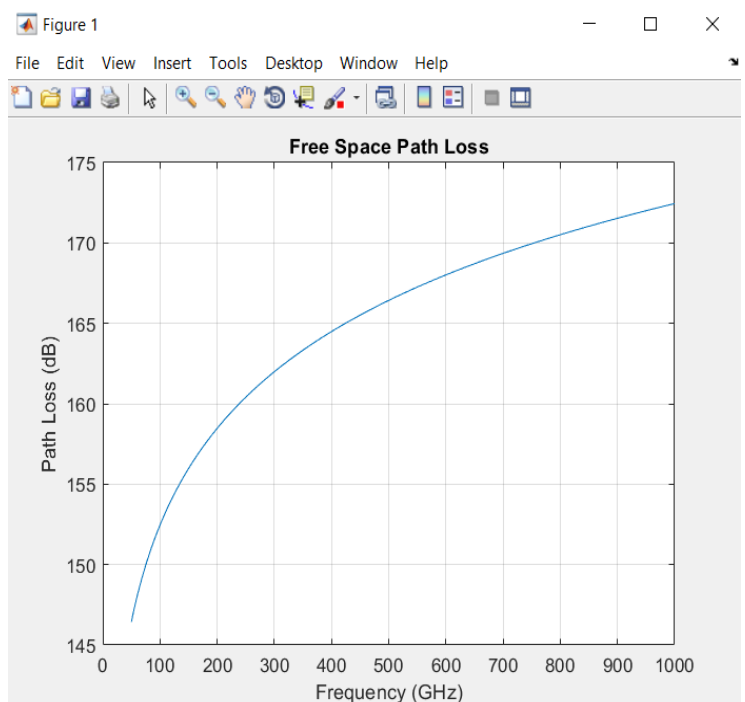 Figure 1
File Edit View Insert Tools Desktop Window Help
Free Space Path Loss
175
170
165
160
155
150
145
Path Loss (dB)
0 100 200 300 400 500 600 700 800 900 1000
Frequency (GHz)